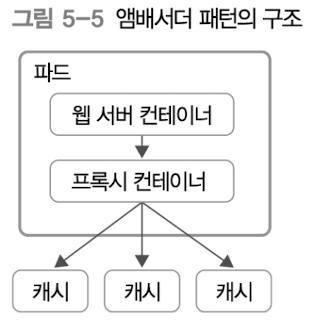 그림 5-5 앰배서더 패턴의 구조
파드
웹 서버 컨테이너
프록시 컨테이너
캐시 캐시 캐시